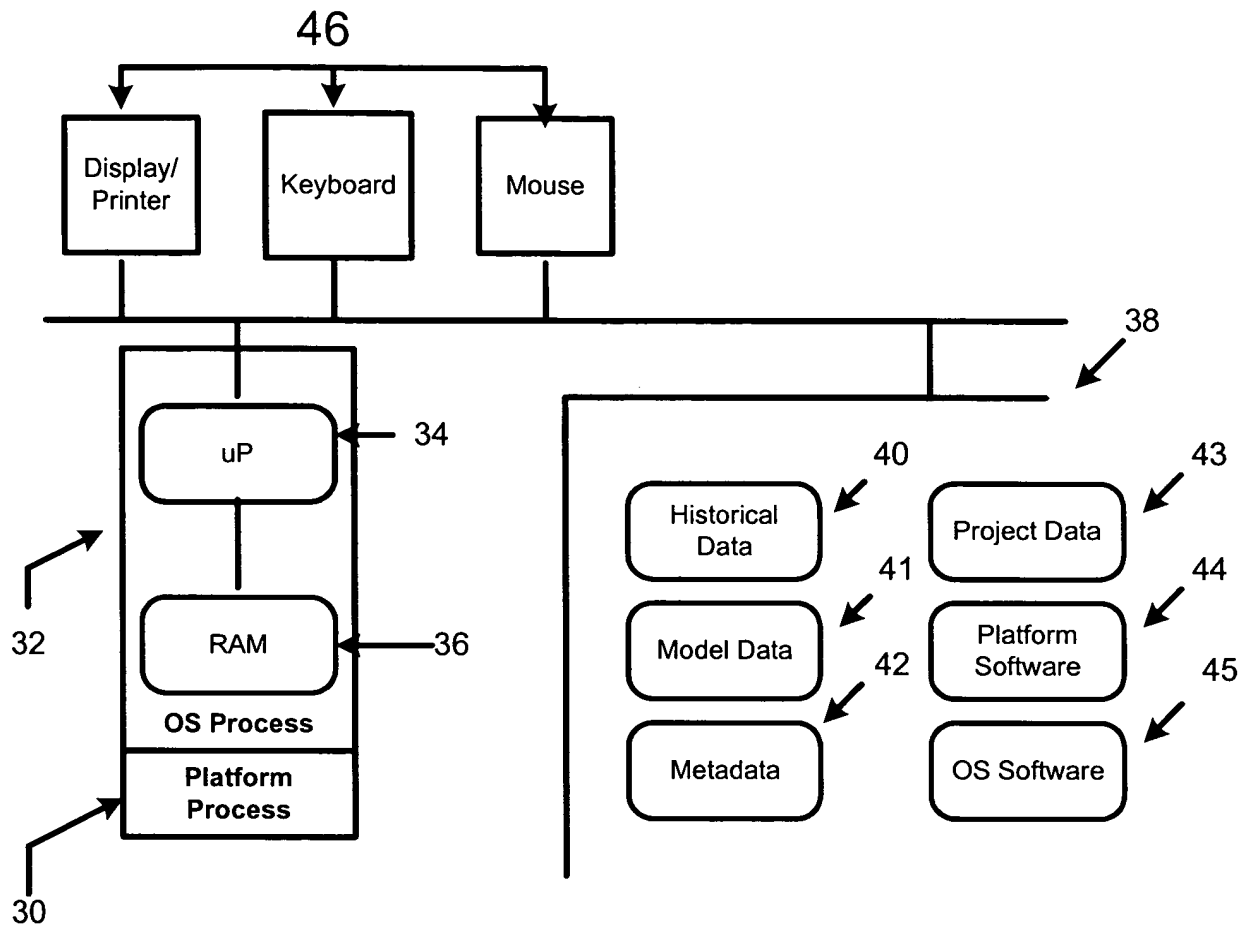 46
Display/
Printer
Keyboard
Mouse
38
uP
34
40
43
Historical
Data
Project Data
41
44
32
RAM
36
Model Data
Platform
Software
42
45
OS Process
Metadata
OS Software
Platform
Process
30